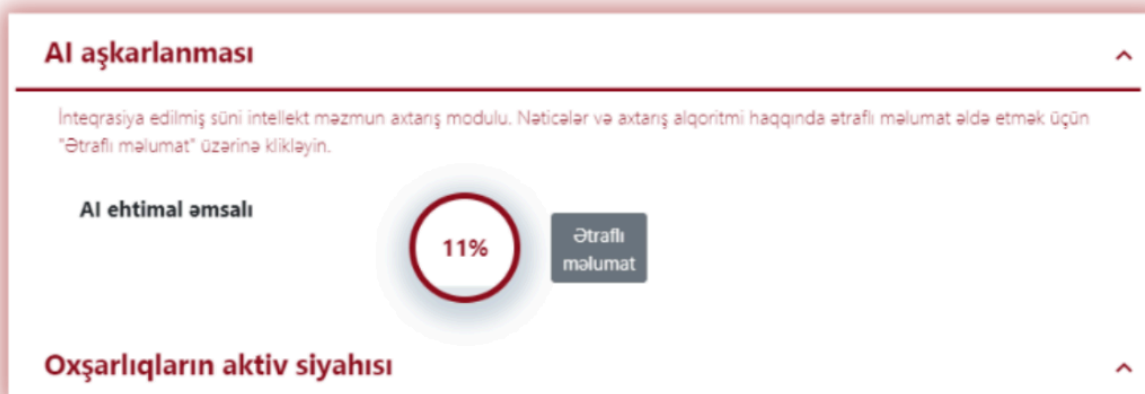 AI aşkarlanması
İnteqrasiya edilmiş süni intellekt məzmun axtarış modulu. Nəticələr və axtarış alqoritmi haqqında ətraflı məlumat əldə etmək üçün
"Ətraflı məlumat" üzərinə klikləyin.
AI ehtimal əmsalı
11%
Ətraflı
məlumat
Oxşarlıqların aktiv siyahısı